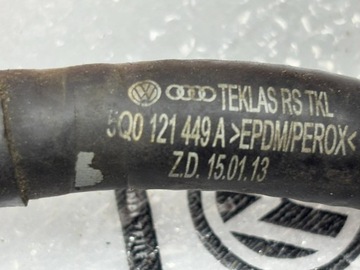 TEKLAS RS TKL
5Q0 121 449 A >EPDM/PEROX<
Z.D. 15.01.13